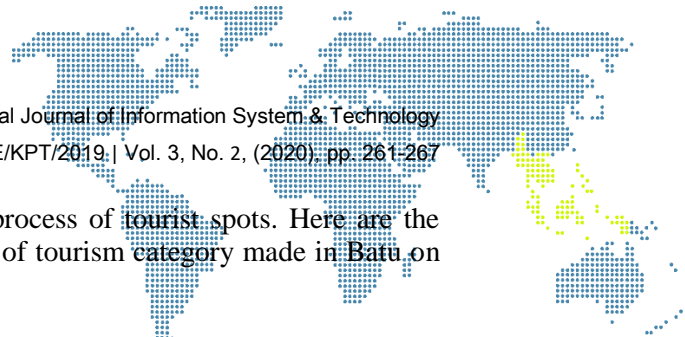 al Journal of Information System & Technology
E/KPT/2019 | Vol. 3, No. 2, (2020), pp. 261-267
process of tourist spots. Here are the
of tourism category made in Batu on